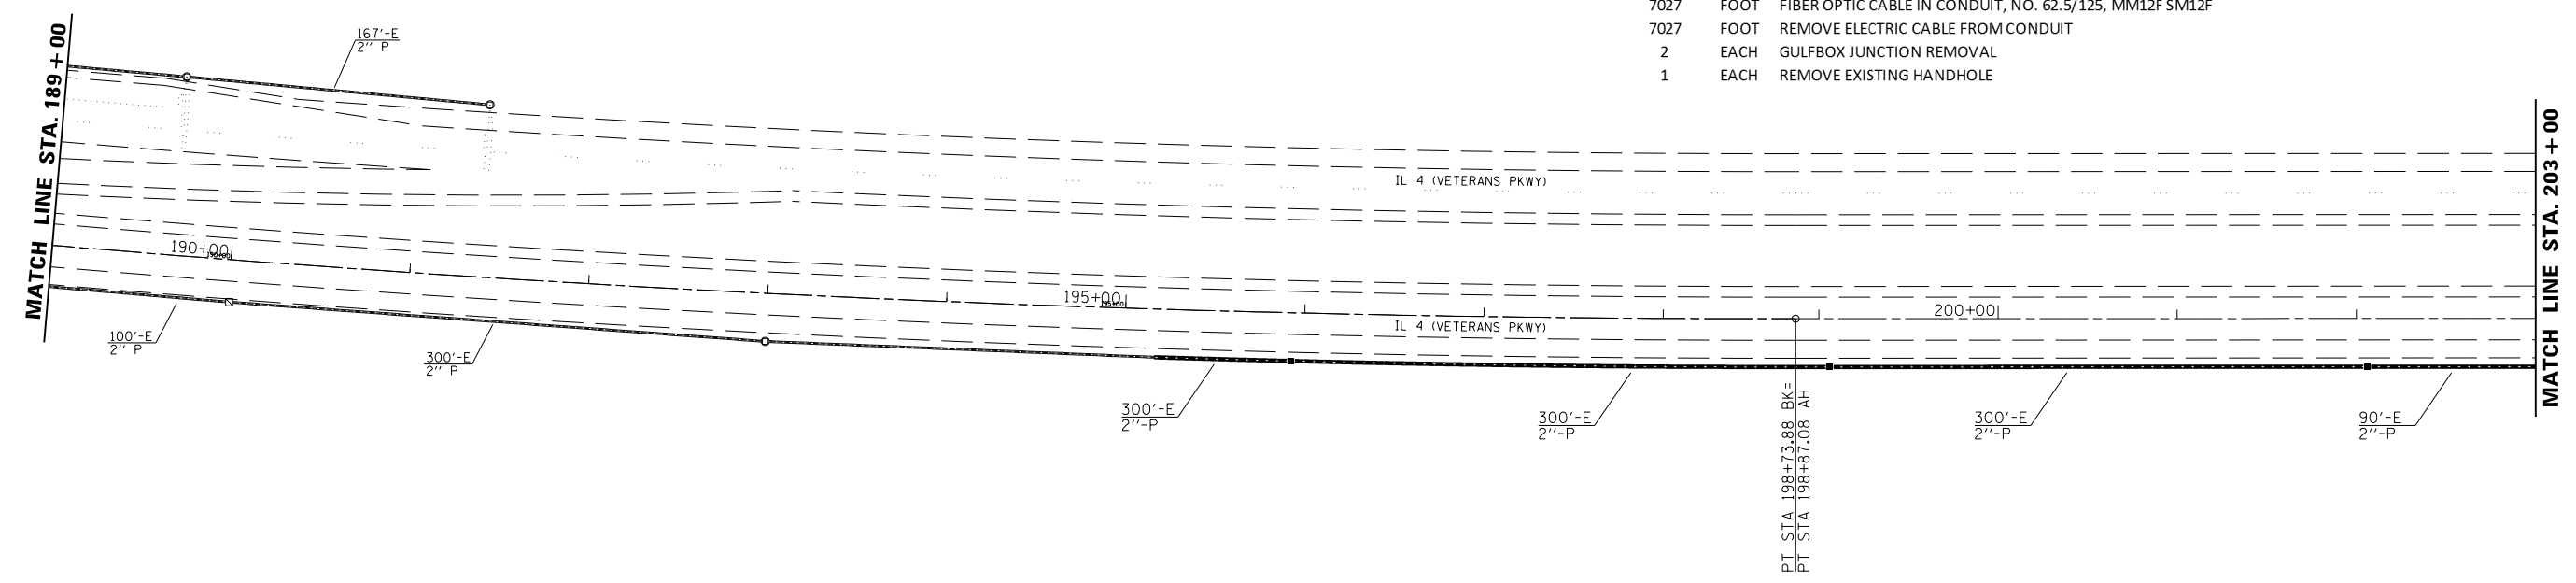 7027 FOOT FIBER OPTIC CABLE IN CONDUIT, NO. 62.5/125, MM12F SM12F
7027 FOOT REMOVE ELECTRIC CABLE FROM CONDUIT
2 EACH GULFBOX JUNCTION REMOVAL
1 EACH REMOVE EXISTING HANDHOLE
MATCH LINE STA. 189+00
167'-E
2'' P
IL 4 (VETERANS PKWY)
190+00
190+00
195+00
195+00
200+00
IL 4 (VETERANS PKWY)
100'-E
2'' P
300'-E
2'' P
300'-E
2''-P
300'-E
2''-P
PT STA 198+73.88 BK=
PT STA 198+87.08 AH
300'-E
2''-P
90'-E
2''-P
MATCH LINE STA. 203+00